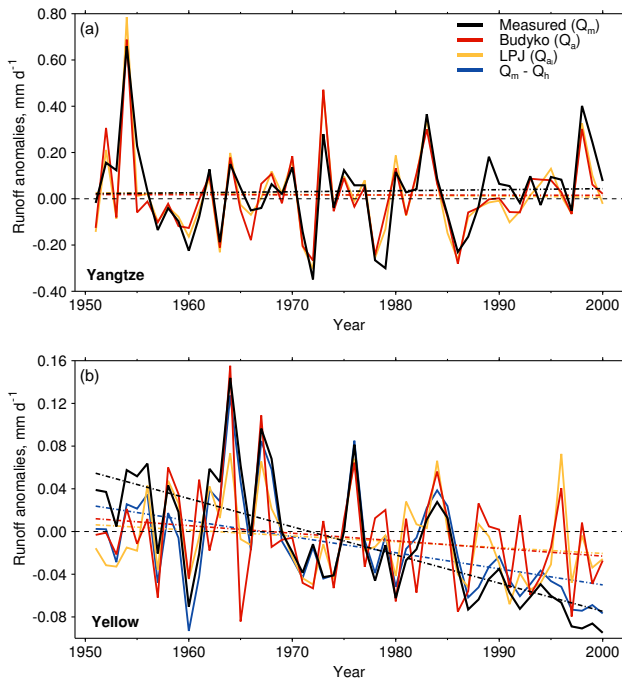 (a)
Measured (Qm)
Budyko (Qa)
LPJ (Qai)
Qm - Qh
0.80
0.60
0.40
0.20
0.00
-0.20
-0.40
Runoff anomalies, mm d-1
Yangtze
1950 1960 1970 1980 1990 2000
Year
(b)
0.16
0.12
0.08
0.04
0.00
-0.04
-0.08
Runoff anomalies, mm d-1
Yellow
1950 1960 1970 1980 1990 2000
Year